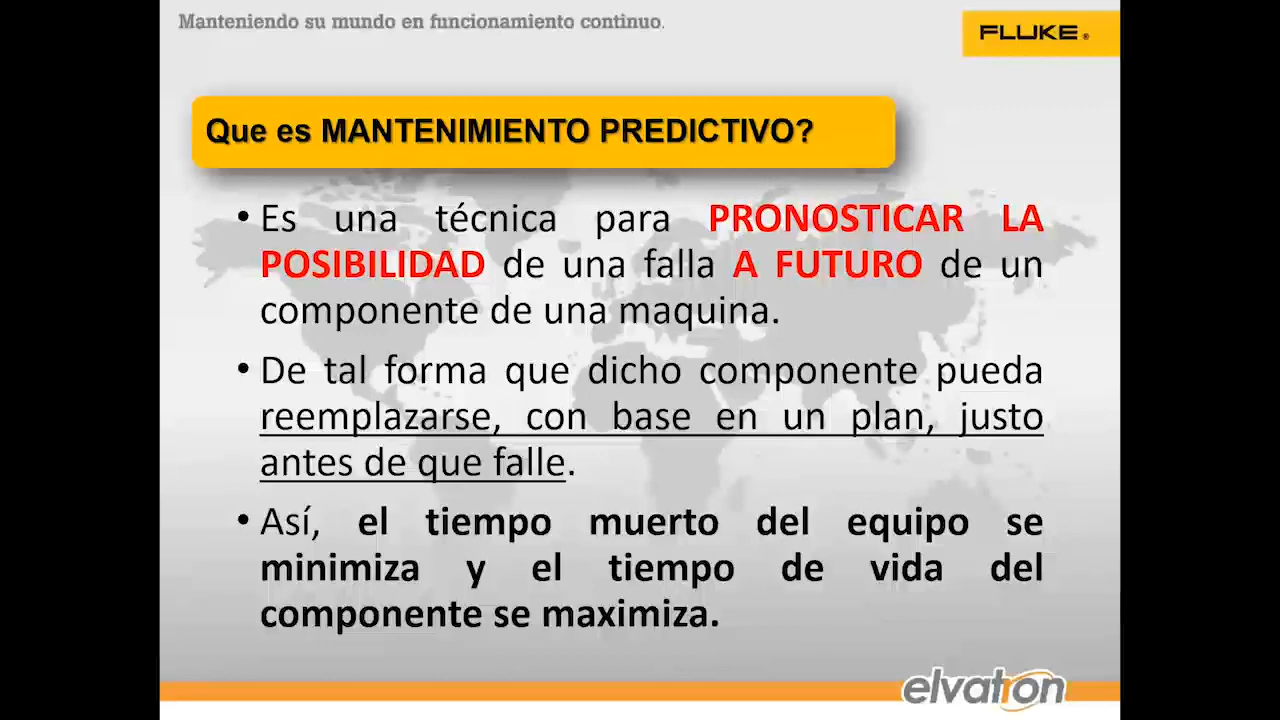 Manteniendo su mundo en funcionamiento continuo.
FLUKE®
Que es MANTENIMIENTO PREDICTIVO?
• Es una técnica para PRONOSTICAR LA
POSIBILIDAD de una falla A FUTURO de un
componente de una maquina.
• De tal forma que dicho componente pueda
reemplazarse, con base en un plan, justo
antes de que falle.
• Así, el tiempo muerto del equipo se
minimiza y el tiempo de vida del
componente se maximiza.
elvatron